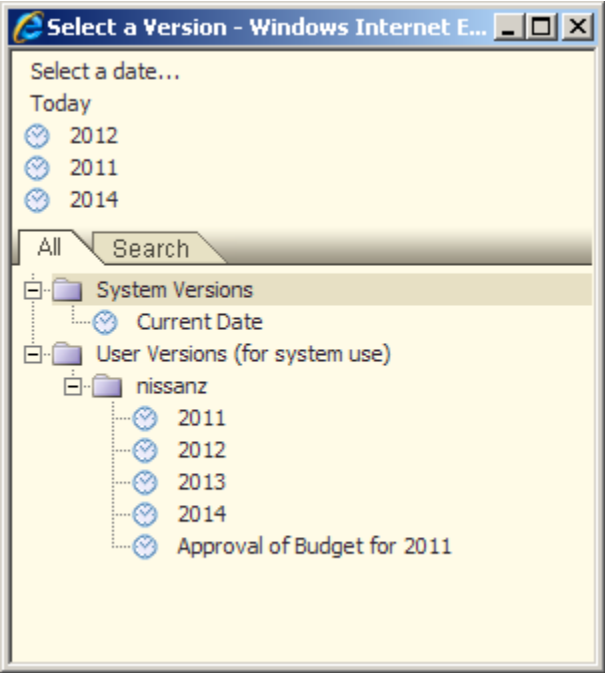 Select a Version - Windows Internet E...
Select a date...
Today
2012
2011
2014
All Search
System Versions
Current Date
User Versions (for system use)
nissanz
2011
2012
2013
2014
Approval of Budget for 2011